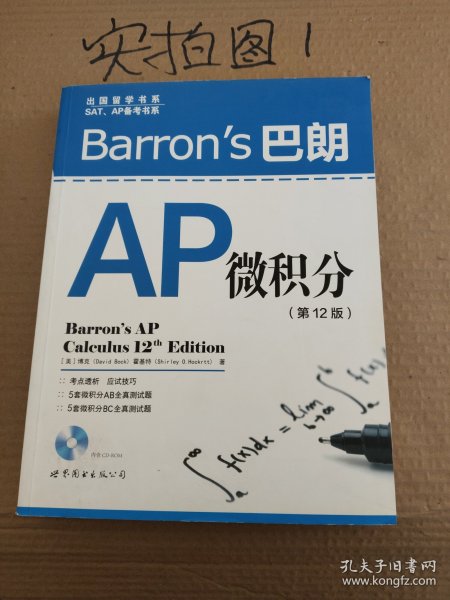 实拍图 1
出国留学书系
SAT、AP备考书系
Barron's 巴朗
AP 微积分
(第12版)
Barron's AP
Calculus 12th Edition
[美] 博克 (David Bock) 霍基特 (Shirley O.Hockett) 著
:: 考点透析 应试技巧
:: 5套微积分AB全真测试题
:: 5套微积分BC全真测试题
内含CD-ROM
世界图书出版公司
∫a∞ f(x)dx = lim b→∞ ∫ab f(x)
孔夫子旧书网
www.kongfz.com